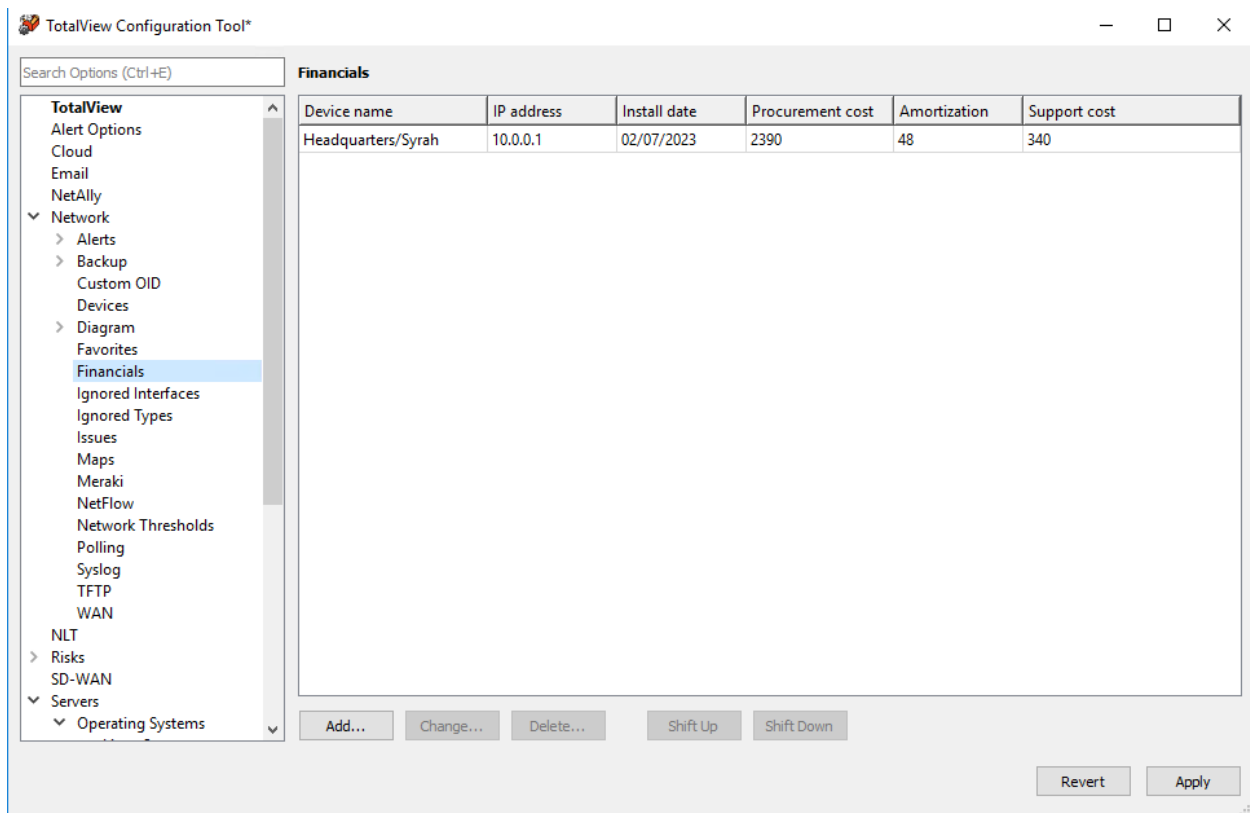 TotalView Configuration Tool*
Search Options (Ctrl+E)
TotalView
Alert Options
Cloud
Email
NetAlly
Network
Alerts
Backup
Custom OID
Devices
Diagram
Favorites
Financials
Ignored Interfaces
Ignored Types
Issues
Maps
Meraki
NetFlow
Network Thresholds
Polling
Syslog
TFTP
WAN
NLT
Risks
SD-WAN
Servers
Operating Systems
Financials
Device name IP address Install date Procurement cost Amortization Support cost
Headquarters/Syrah 10.0.0.1 02/07/2023 2390 48 340
Add... Change... Delete... Shift Up Shift Down
Revert Apply